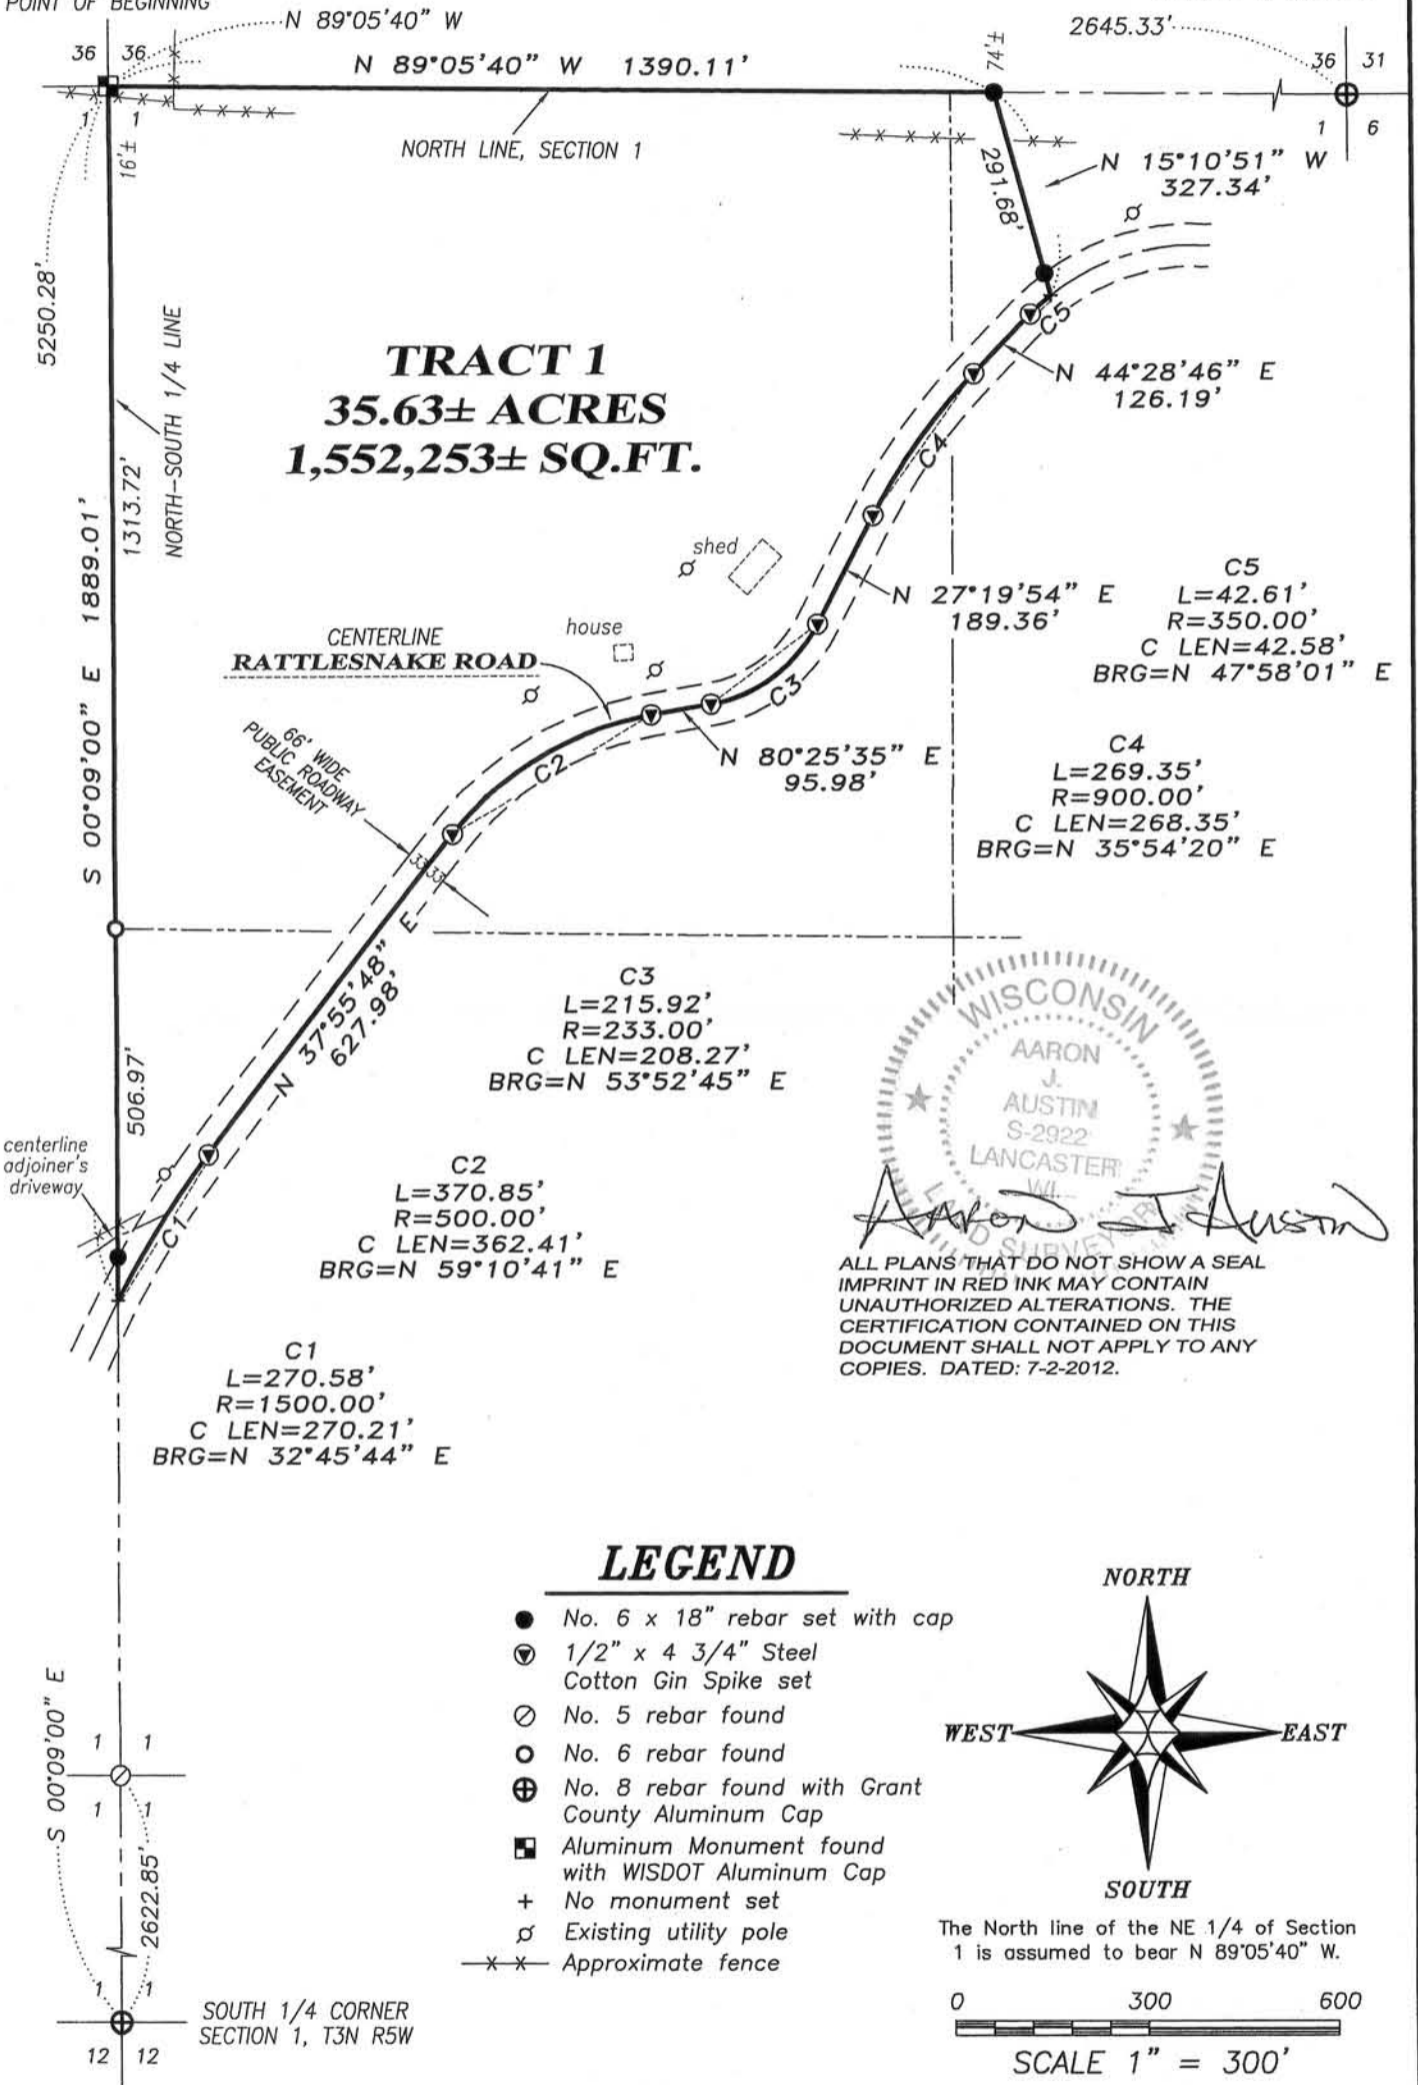 POINT OF BEGINNING
N 89°05'40" W
2645.33'
36 36
N 89°05'40" W 1390.11'
74'±
36 31
1 1
1 6
16'±
NORTH LINE, SECTION 1
291.68'
N 15°10'51" W
327.34'
5250.28'
NORTH-SOUTH 1/4 LINE
1313.72'
S 00°09'00" E 1889.01'
TRACT 1
35.63± ACRES
1,552,253± SQ.FT.
C5
N 44°28'46" E
126.19'
C4
shed
N 27°19'54" E
189.36'
C5
L=42.61'
R=350.00'
C LEN=42.58'
BRG=N 47°58'01" E
house
CENTERLINE
RATTLESNAKE ROAD
C3
66' WIDE
PUBLIC ROADWAY
EASEMENT
C2
N 80°25'35" E
95.98'
C4
L=269.35'
R=900.00'
C LEN=268.35'
BRG=N 35°54'20" E
33 33
N 37°55'48" E
627.98'
C3
L=215.92'
R=233.00'
C LEN=208.27'
BRG=N 53°52'45" E
506.97'
centerline
adjoiner's
driveway
C1
C2
L=370.85'
R=500.00'
C LEN=362.41'
BRG=N 59°10'41" E
WISCONSIN
AARON
J.
AUSTIN
S-2922
LANCASTER
WI.
LAND SURVEYOR
Aaron J Austin
ALL PLANS THAT DO NOT SHOW A SEAL
IMPRINT IN RED INK MAY CONTAIN
UNAUTHORIZED ALTERATIONS. THE
CERTIFICATION CONTAINED ON THIS
DOCUMENT SHALL NOT APPLY TO ANY
COPIES. DATED: 7-2-2012.
C1
L=270.58'
R=1500.00'
C LEN=270.21'
BRG=N 32°45'44" E
LEGEND
No. 6 x 18" rebar set with cap
1/2" x 4 3/4" Steel
Cotton Gin Spike set
No. 5 rebar found
No. 6 rebar found
No. 8 rebar found with Grant
County Aluminum Cap
Aluminum Monument found
with WISDOT Aluminum Cap
+ No monument set
Existing utility pole
x x Approximate fence
NORTH
WEST EAST
SOUTH
The North line of the NE 1/4 of Section
1 is assumed to bear N 89°05'40" W.
0 300 600
SCALE 1" = 300'
S 00°09'00" E
1 1
1 1
2622.85'
1 1
12 12
SOUTH 1/4 CORNER
SECTION 1, T3N R5W